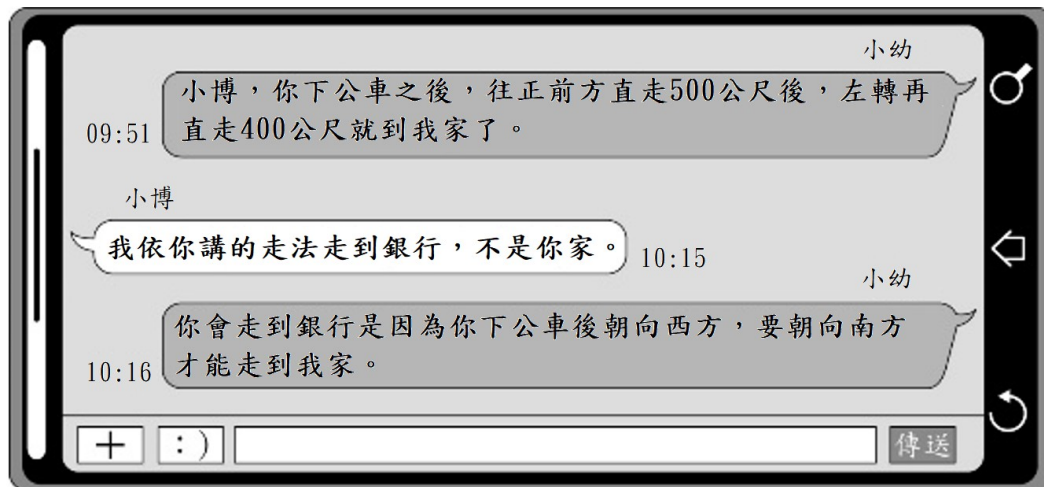 小幼
小博，你下公車之後，往正前方直走500公尺後，左轉再
直走400公尺就到我家了。
09:51
小博
我依你講的走法走到銀行，不是你家。
10:15
小幼
你會走到銀行是因為你下公車後朝向西方，要朝向南方
才能走到我家。
10:16
＋ :) 傳送